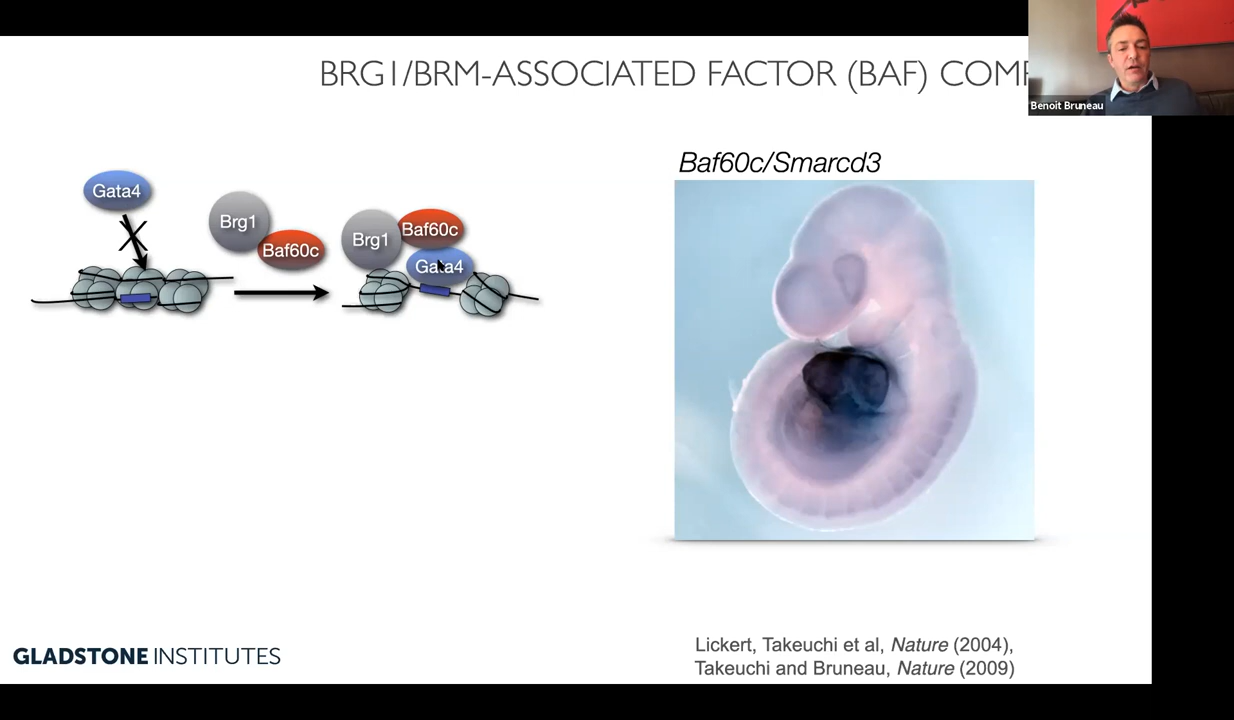 BRG1/BRM-ASSOCIATED FACTOR (BAF) COMP
Benoit Bruneau
Baf60c/Smarcd3
Gata4
Brg1
Baf60c
Brg1
Baf60c
Gata4
GLADSTONE INSTITUTES
Lickert, Takeuchi et al, Nature (2004),
Takeuchi and Bruneau, Nature (2009)